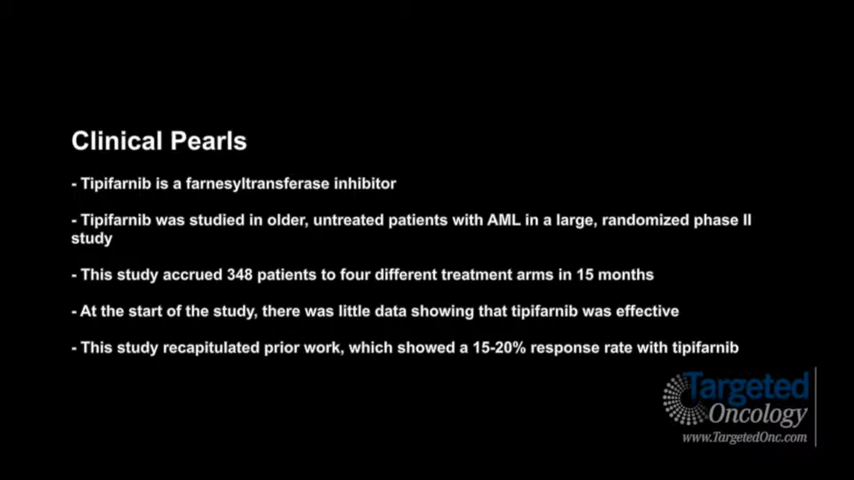 Clinical Pearls
- Tipifarnib is a farnesyltransferase inhibitor
- Tipifarnib was studied in older, untreated patients with AML in a large, randomized phase II
study
- This study accrued 348 patients to four different treatment arms in 15 months
- At the start of the study, there was little data showing that tipifarnib was effective
- This study recapitulated prior work, which showed a 15-20% response rate with tipifarnib
Targeted
Oncology
www.TargetedOnc.com